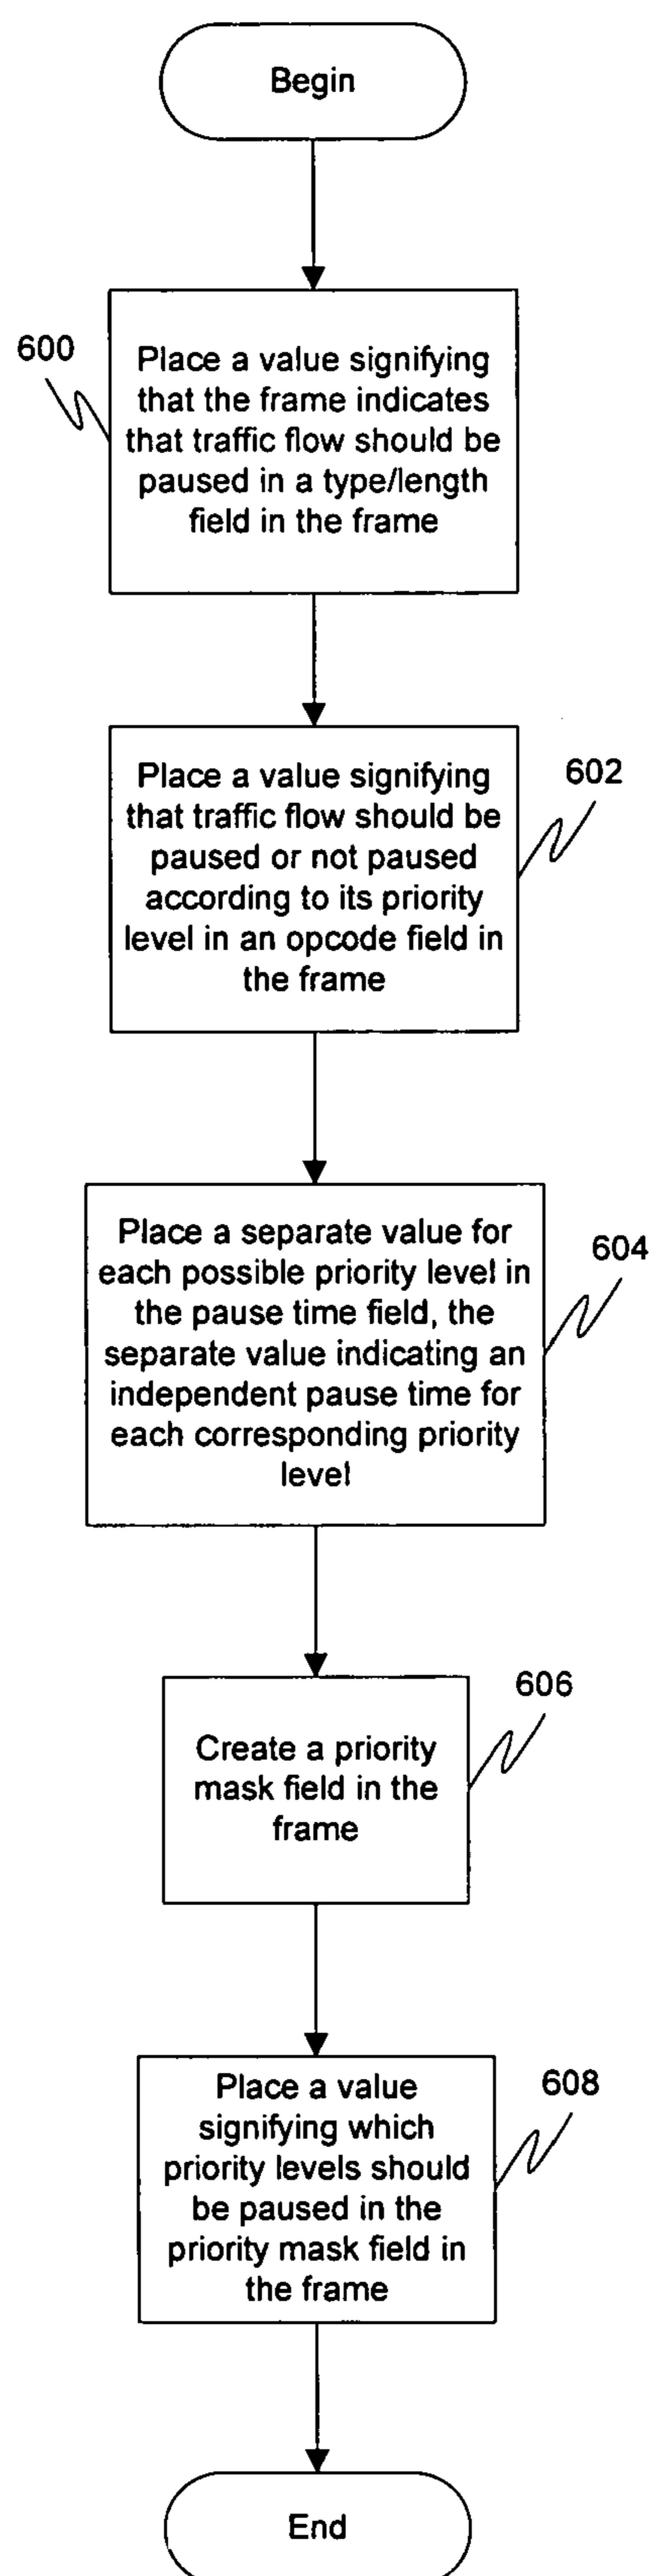 Begin
600
Place a value signifying
that the frame indicates
that traffic flow should be
paused in a type/length
field in the frame
602
Place a value signifying
that traffic flow should be
paused or not paused
according to its priority
level in an opcode field in
the frame
604
Place a separate value for
each possible priority level in
the pause time field, the
separate value indicating an
independent pause time for
each corresponding priority
level
606
Create a priority
mask field in the
frame
608
Place a value
signifying which
priority levels should
be paused in the
priority mask field in
the frame
End